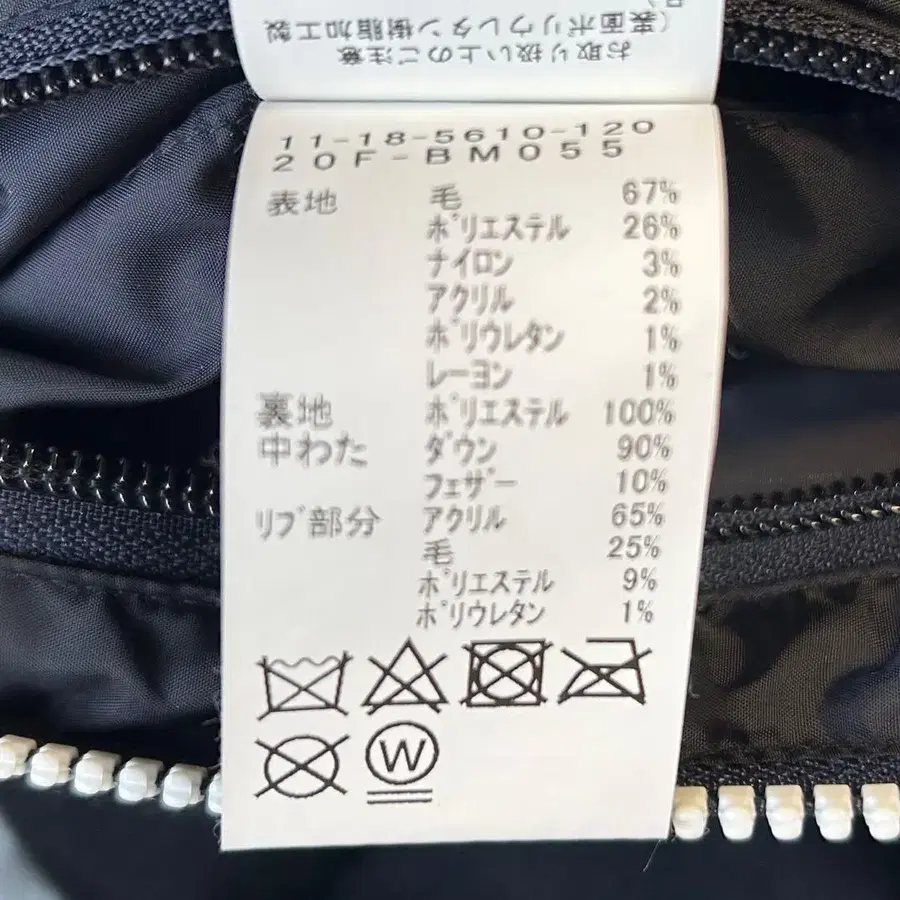 お取り扱い上のご注意
(表面ポリウレタン樹脂加工製
11-18-5610-120
20F-BM055
表地 毛 67%
ポリエステル 26%
ナイロン 3%
アクリル 2%
ポリウレタン 1%
レーヨン 1%
裏地 ポリエステル 100%
中わた ダウン 90%
フェザー 10%
リブ部分 アクリル 65%
毛 25%
ポリエステル 9%
ポリウレタン 1%
W